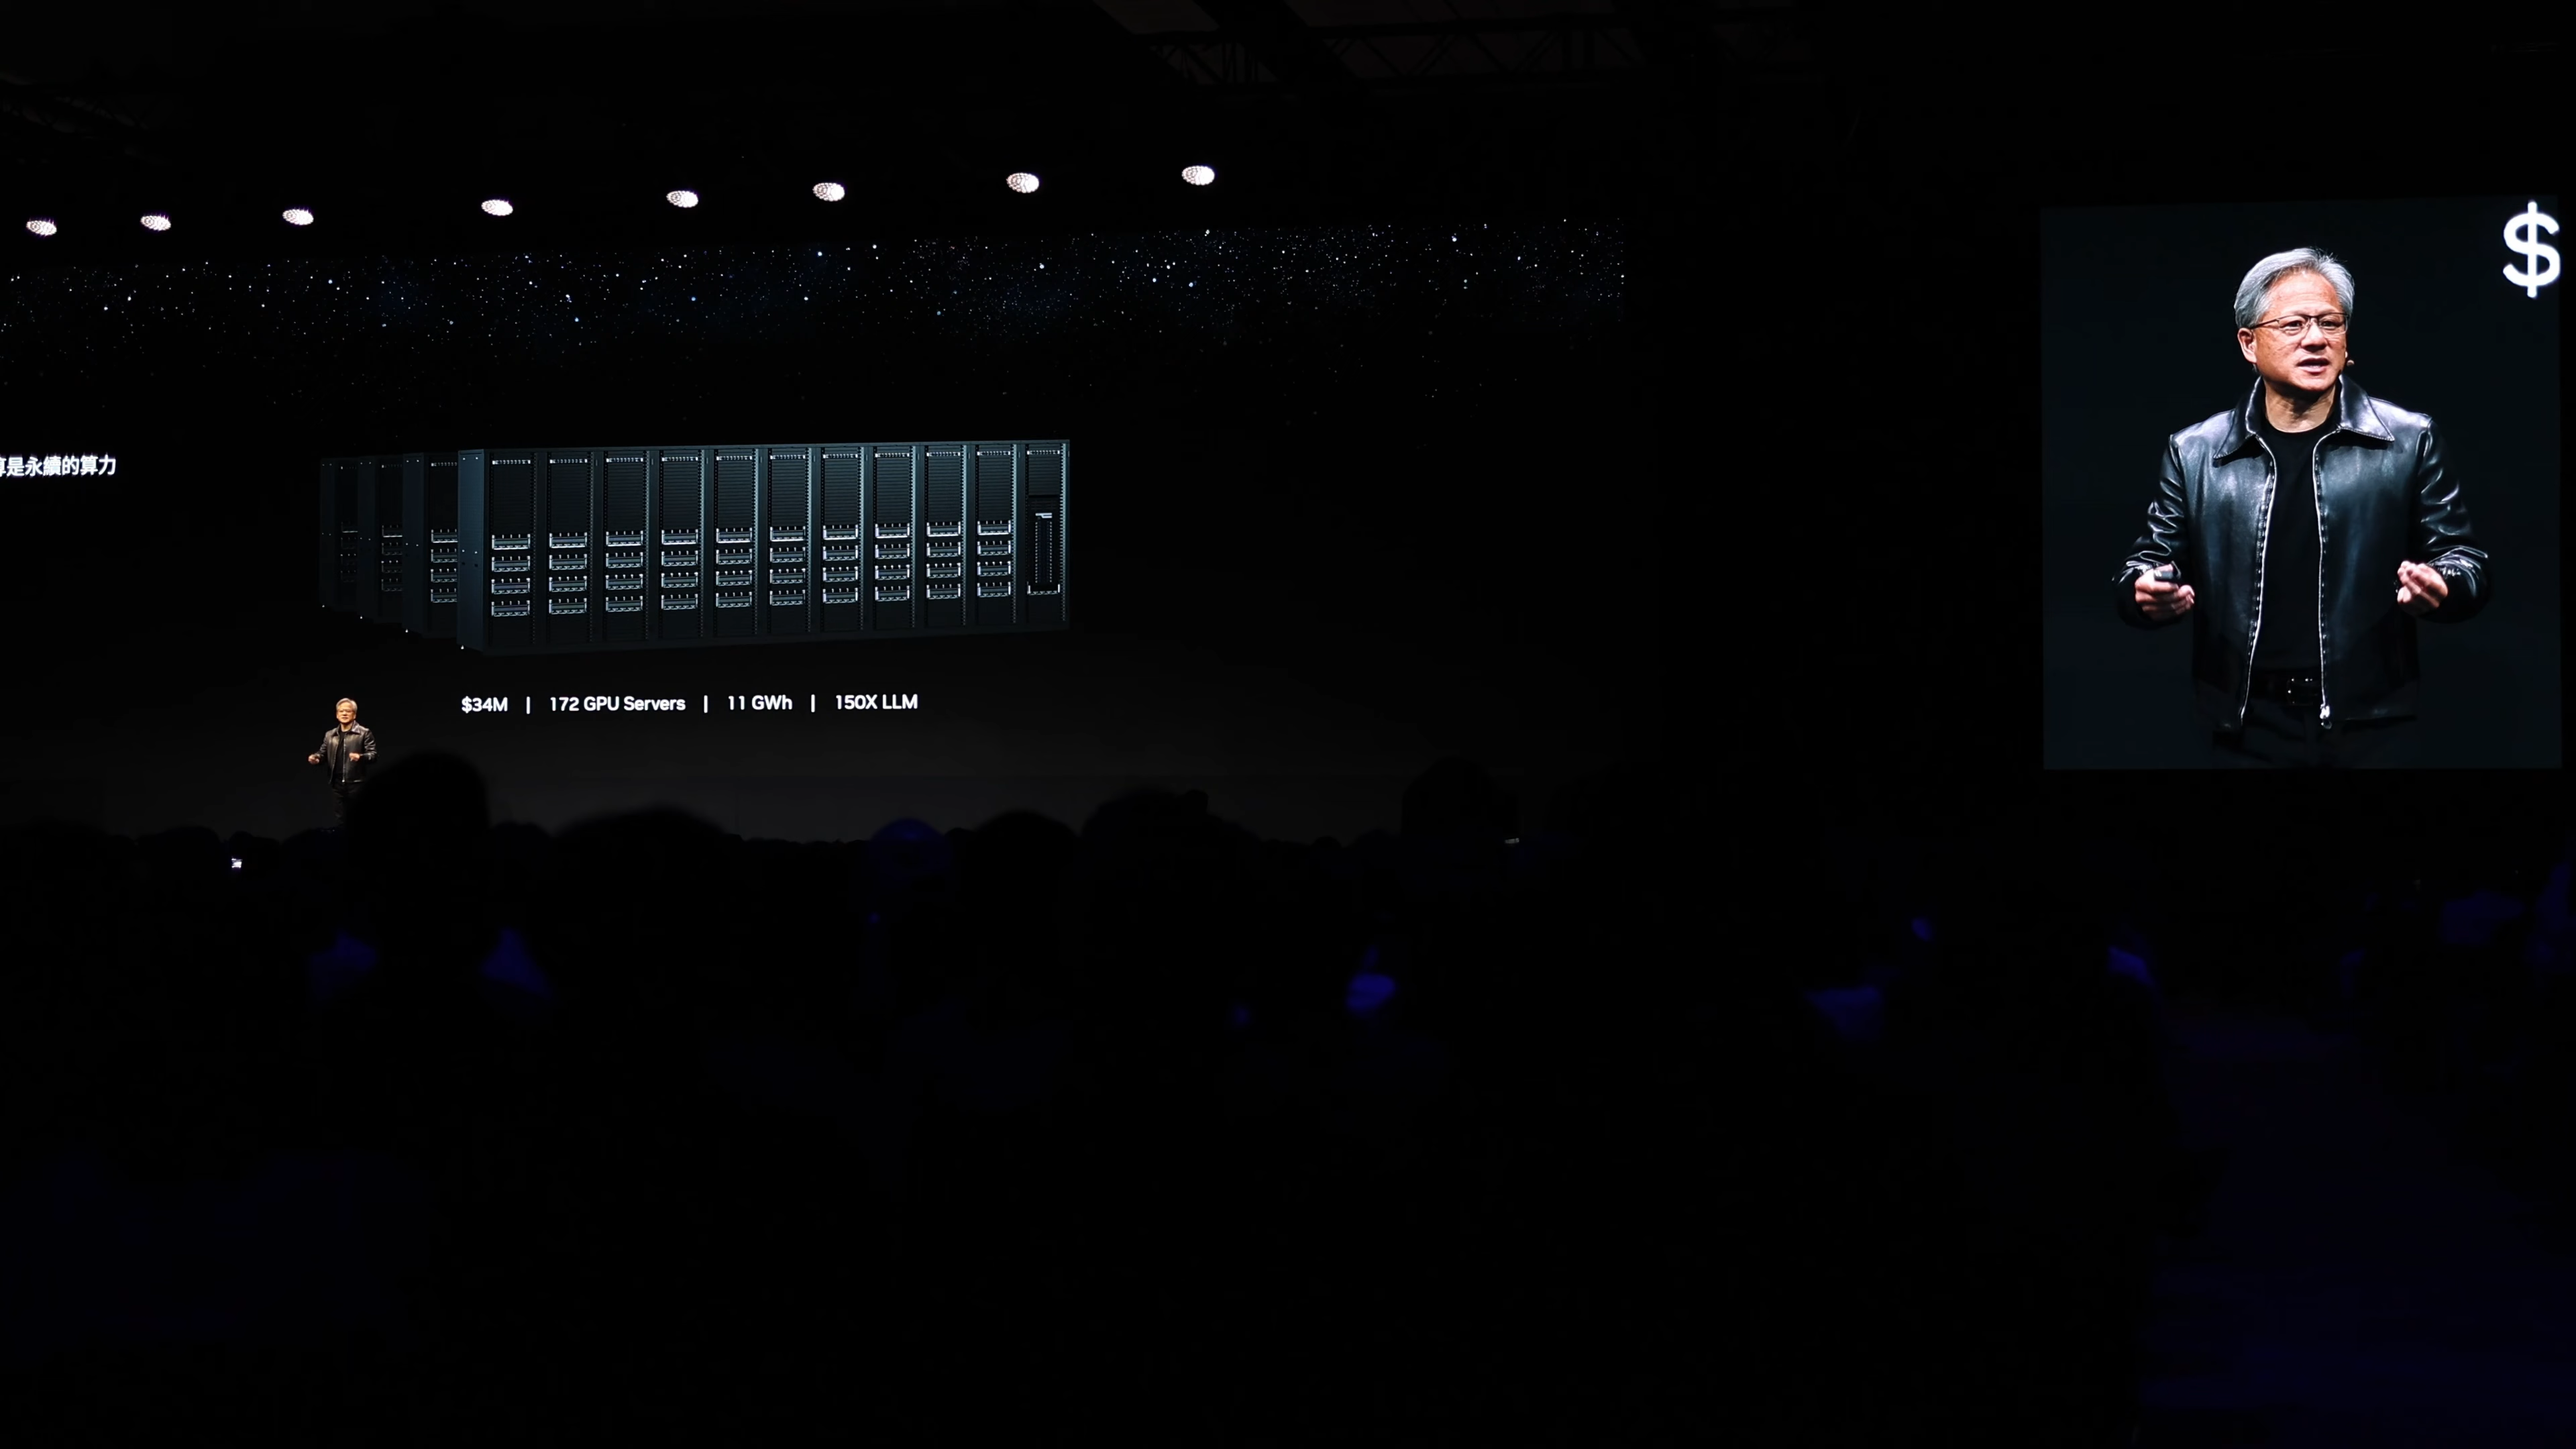 是永續的算力
$34M | 172 GPU Servers | 11 GWh | 150X LLM
$